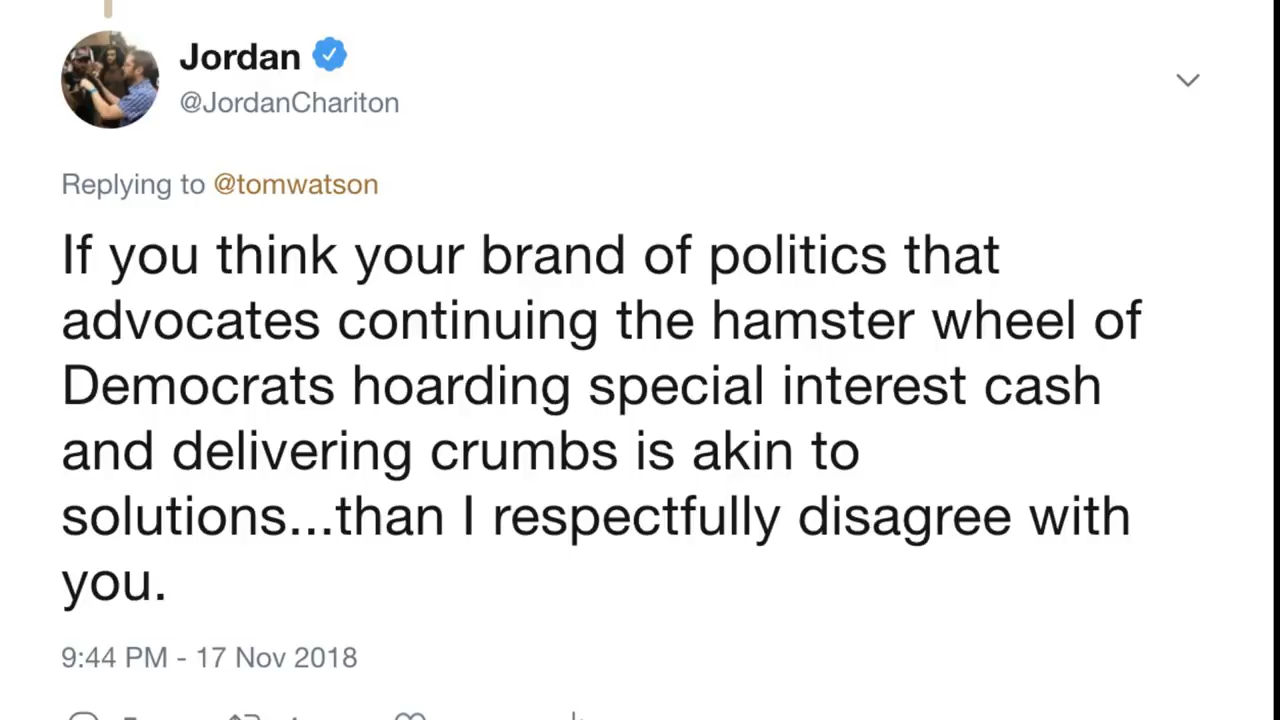 Jordan
@JordanChariton
Replying to @tomwatson
If you think your brand of politics that
advocates continuing the hamster wheel of
Democrats hoarding special interest cash
and delivering crumbs is akin to
solutions...than I respectfully disagree with
you.
9:44 PM - 17 Nov 2018